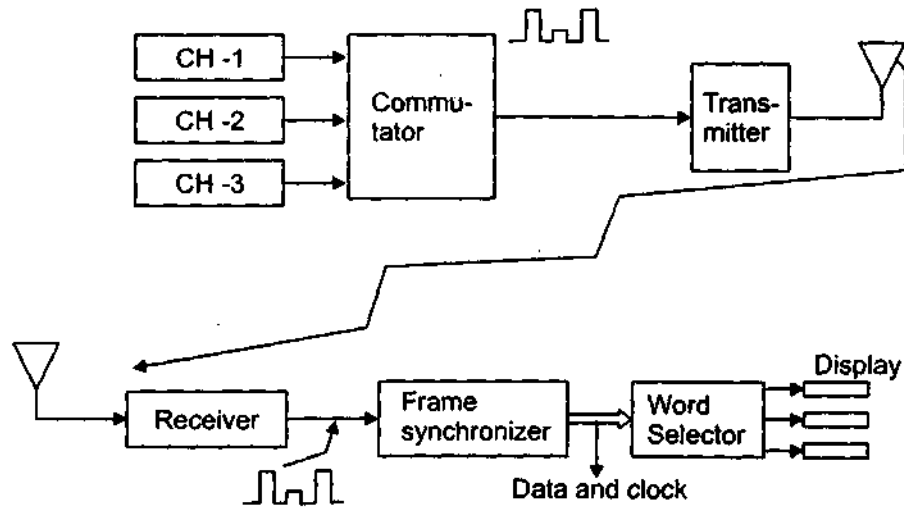 CH -1
CH -2
CH -3
Commu-
tator
Trans-
mitter
Receiver
Frame
synchronizer
Word
Selector
Display
Data and clock